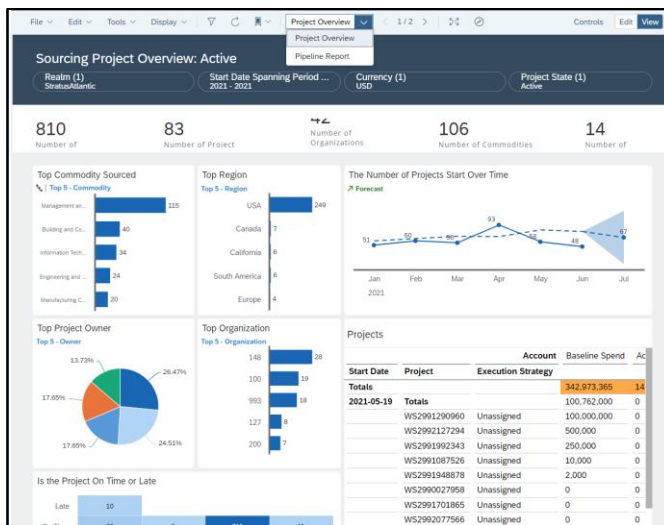 File Edit Tools Display Project Overview 1/2 Controls Edit View
Project Overview
Pipeline Report
Sourcing Project Overview: Active
Realm (1)
StratusAtlantic
Start Date Spanning Period ...
2021 - 2021
Currency (1)
USD
Project State (1)
Active
810
Number of
83
Number of Project
42
Number of
Organizations
106
Number of Commodities
14
Number of
Top Commodity Sourced
Top 5 - Commodity
Management an... 115
Building and Co... 40
Information Tech... 34
Engineering and ... 24
Manufacturing C... 20
Top Region
Top 5 - Region
USA 249
Canada 7
California 6
South America 6
Europe 4
The Number of Projects Start Over Time
Forecast
93
51 48 67
Jan Feb Mar Apr May Jun Jul
2021
Top Project Owner
Top 5 - Owner
13.73% 26.47%
17.65%
17.65% 24.51%
Top Organization
Top 5 - Organization
148 28
100 19
993 18
127 8
200 7
Projects
Account Baseline Spend Ac
Start Date Project Execution Strategy
Totals 342,973,365 14
2021-05-19 Totals 100,762,000 0
WS2991290960 Unassigned 100,000,000 0
WS2992127294 Unassigned 500,000 0
WS2991992343 Unassigned 250,000 0
WS2991087526 Unassigned 10,000 0
WS2991948878 Unassigned 2,000 0
WS2990027958 Unassigned 0 0
WS2991701865 Unassigned 0 0
WS2992077566 Unassigned 0 0
Is the Project On Time or Late
Late 10